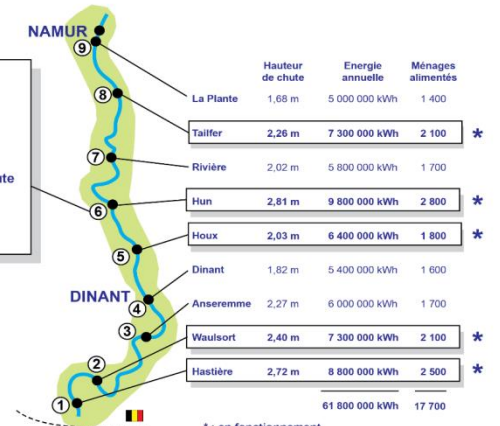 NAMUR
Hauteur de chute Energie annuelle Ménages alimentés
9
8
La Plante 1,68 m 5 000 000 kWh 1 400
Tailfer 2,26 m 7 300 000 kWh 2 100 *
7
Rivière 2,02 m 5 800 000 kWh 1 700
6
Hun 2,81 m 9 800 000 kWh 2 800 *
5
Houx 2,03 m 6 400 000 kWh 1 800 *
Dinant 1,82 m 5 400 000 kWh 1 600
DINANT
4
Anseremme 2,27 m 6 000 000 kWh 1 700
3
Waulsort 2,40 m 7 300 000 kWh 2 100 *
2
Hastière 2,72 m 8 800 000 kWh 2 500 *
1
61 800 000 kWh 17 700